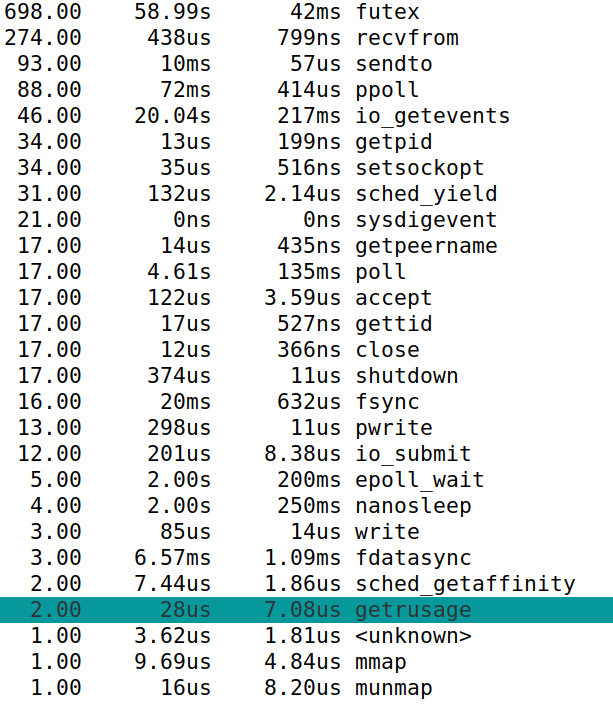 698.00 58.99s 42ms futex
274.00 438us 799ns recvfrom
93.00 10ms 57us sendto
88.00 72ms 414us ppoll
46.00 20.04s 217ms io_getevents
34.00 13us 199ns getpid
34.00 35us 516ns setsockopt
31.00 132us 2.14us sched_yield
21.00 0ns 0ns sysdigevent
17.00 14us 435ns getpeername
17.00 4.61s 135ms poll
17.00 122us 3.59us accept
17.00 17us 527ns gettid
17.00 12us 366ns close
17.00 374us 11us shutdown
16.00 20ms 632us fsync
13.00 298us 11us pwrite
12.00 201us 8.38us io_submit
5.00 2.00s 200ms epoll_wait
4.00 2.00s 250ms nanosleep
3.00 85us 14us write
3.00 6.57ms 1.09ms fdatasync
2.00 7.44us 1.86us sched_getaffinity
2.00 28us 7.08us getrusage
1.00 3.62us 1.81us <unknown>
1.00 9.69us 4.84us mmap
1.00 16us 8.20us munmap